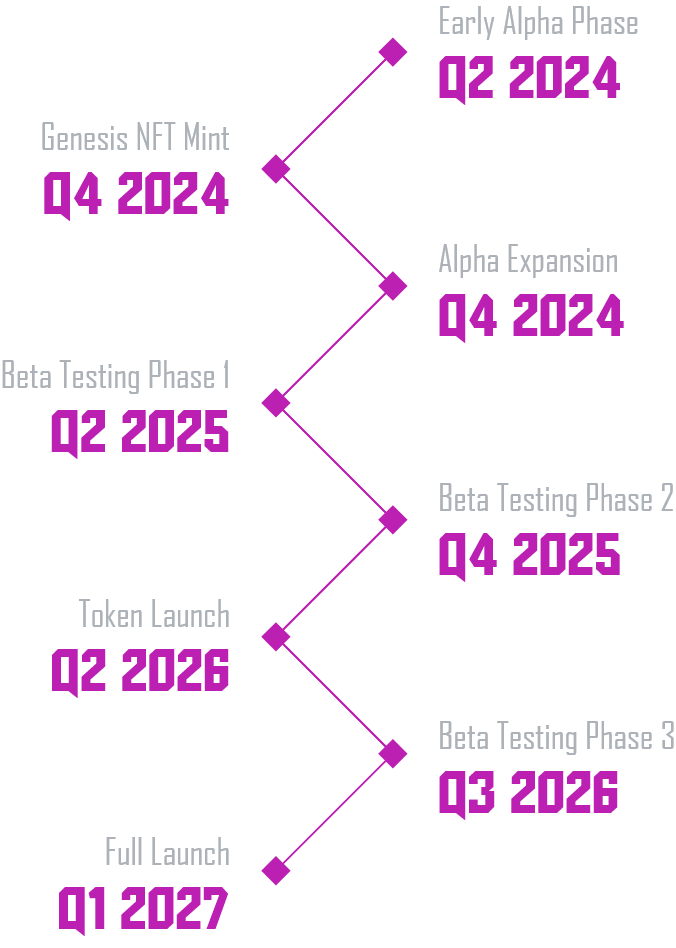 Early Alpha Phase
Q2 2024
Genesis NFT Mint
Q4 2024
Alpha Expansion
Q4 2024
Beta Testing Phase 1
Q2 2025
Beta Testing Phase 2
Q4 2025
Token Launch
Q2 2026
Beta Testing Phase 3
Q3 2026
Full Launch
Q1 2027